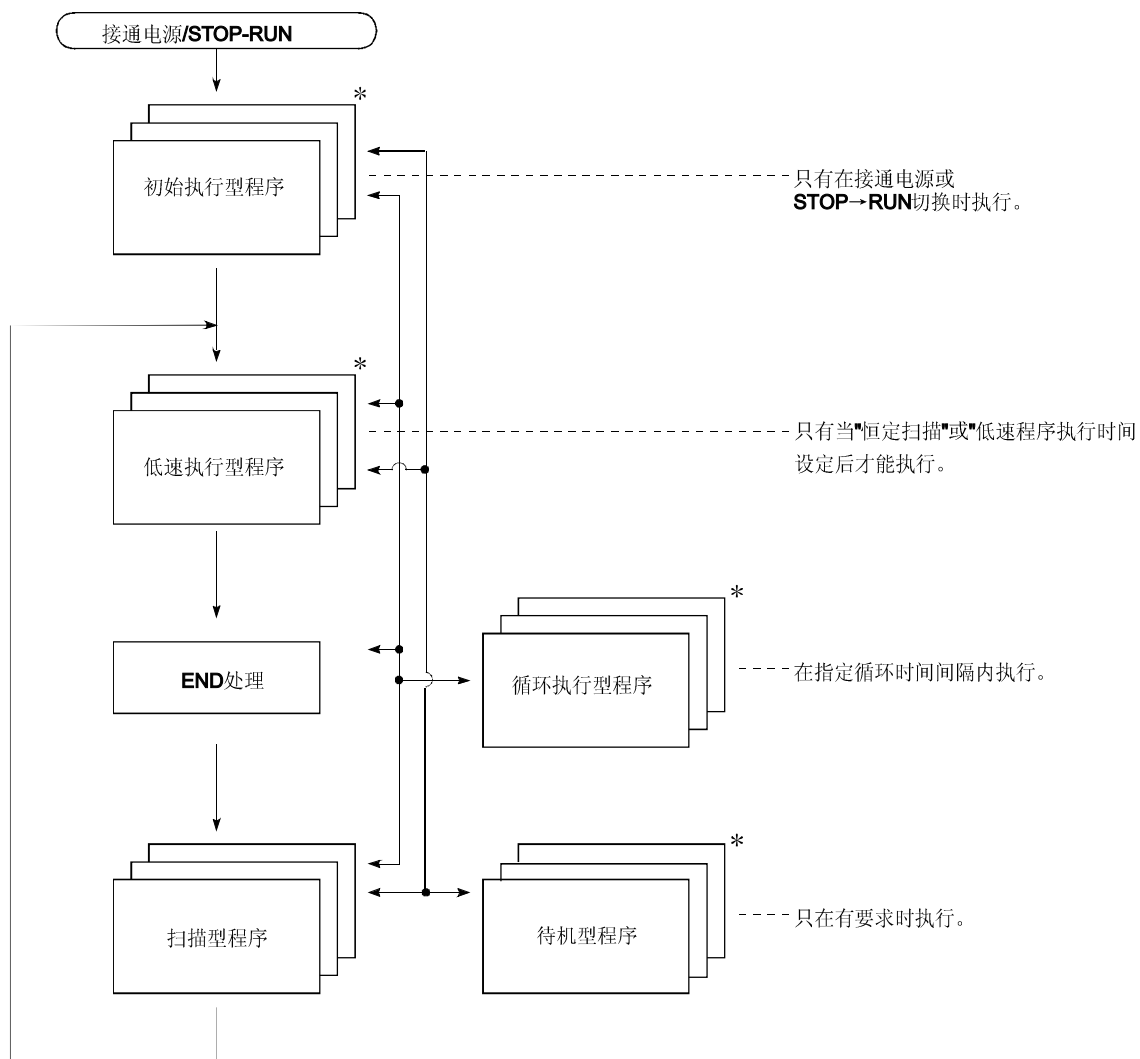 接通电源/STOP-RUN
*
初始执行型程序
只有在接通电源或
STOP→RUN切换时执行。
*
低速执行型程序
只有当"恒定扫描"或"低速程序执行时间
设定后才能执行。
END处理
*
循环执行型程序
在指定循环时间间隔内执行。
扫描型程序
*
待机型程序
只在有要求时执行。